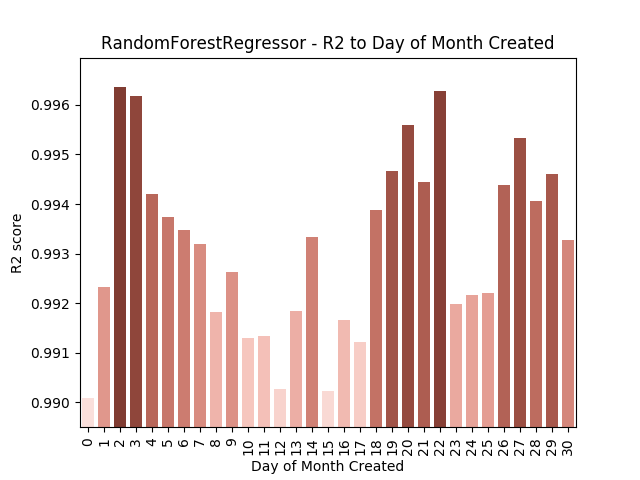 RandomForestRegressor - R2 to Day of Month Created
0.996
0.995
0.994
0.993
0.992
0.991
0.990
R2 score
0 1 2 3 4 5 6 7 8 9 10 11 12 13 14 15 16 17 18 19 20 21 22 23 24 25 26 27 28 29 30
Day of Month Created